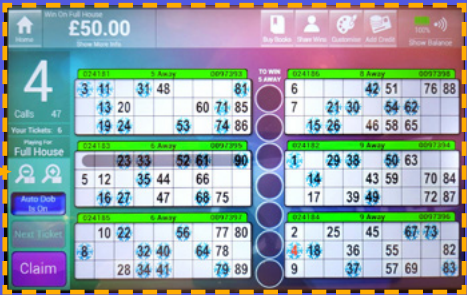 Win On Full House
£50.00
Show More Info
Home
Buy Books
Share Wins
Customise
Add Credit
100%
Show Balance
4
Calls 47
Your Tickets: 6
Playing For
Full House
Auto Dob
Is On
Next Ticket
Claim
TO WIN
5 AWAY
024181 5 Away 0097393
3 11 31 48 81
13 20 60 71 85
19 24 53 74 86
024186 8 Away 0097398
6 42 51 76 88
7 21 30 54 62
15 26 46 58 65
024183 6 Away 0097395
23 33 52 61 90
5 12 35 44 66
16 27 47 68 75
024182 9 Away 0097394
1 29 38 50 63
14 43 59 70 84
17 39 49 72 87
024185 6 Away 0097397
10 22 56 77 80
8 32 40 64 78
28 34 41 79 89
024184 9 Away 0097396
2 25 45 67 73
4 18 36 55 82
9 37 57 69 83